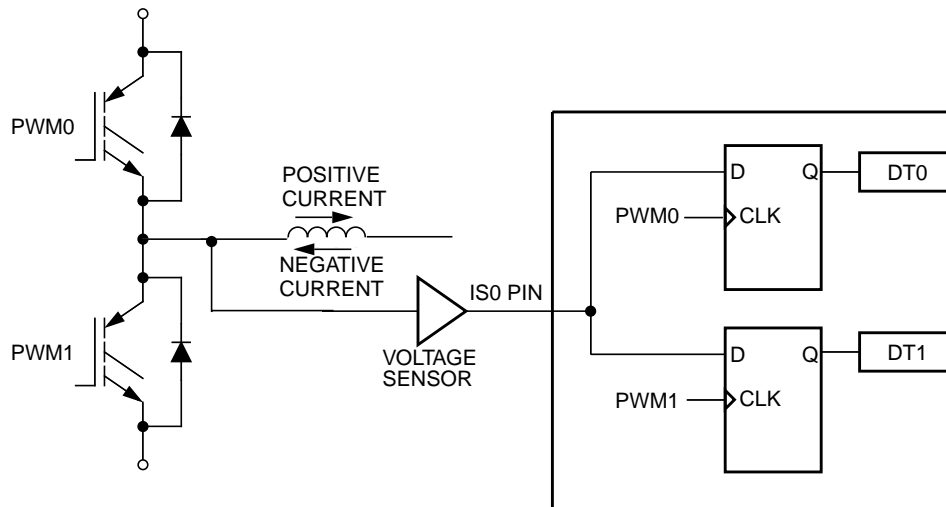 PWM0
POSITIVE
CURRENT
NEGATIVE
CURRENT
PWM1
IS0 PIN
VOLTAGE
SENSOR
D
Q
DT0
PWM0
CLK
D
Q
DT1
PWM1
CLK